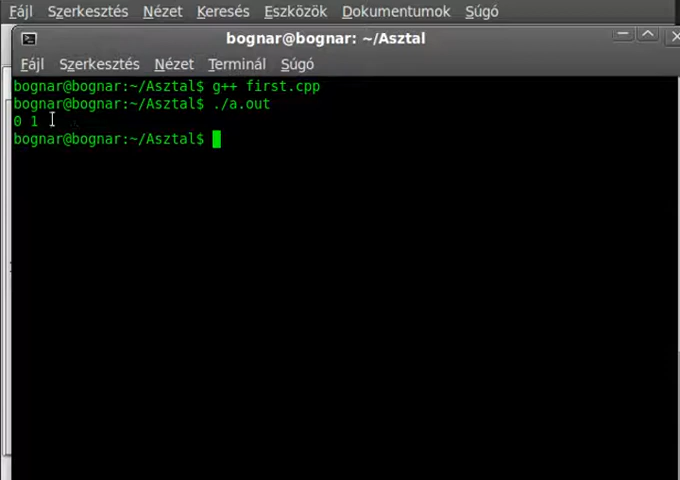 Fájl Szerkesztés Nézet Keresés Eszközök Dokumentumok Súgó
bognar@bognar: ~/Asztal
Fájl Szerkesztés Nézet Terminál Súgó
bognar@bognar:~/Asztal$ g++ first.cpp
bognar@bognar:~/Asztal$ ./a.out
0 1
bognar@bognar:~/Asztal$